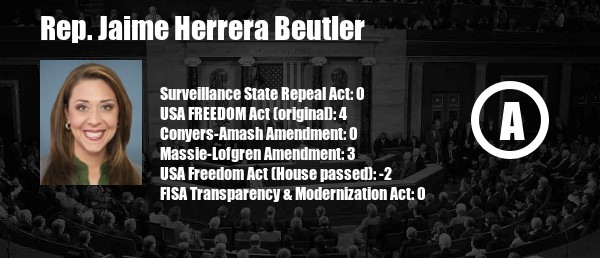 Rep. Jaime Herrera Beutler
Surveillance State Repeal Act: 0
USA FREEDOM Act (original): 4
Conyers-Amash Amendment: 0
Massie-Lofgren Amendment: 3
USA Freedom Act (House passed): -2
FISA Transparency & Modernization Act: 0
A